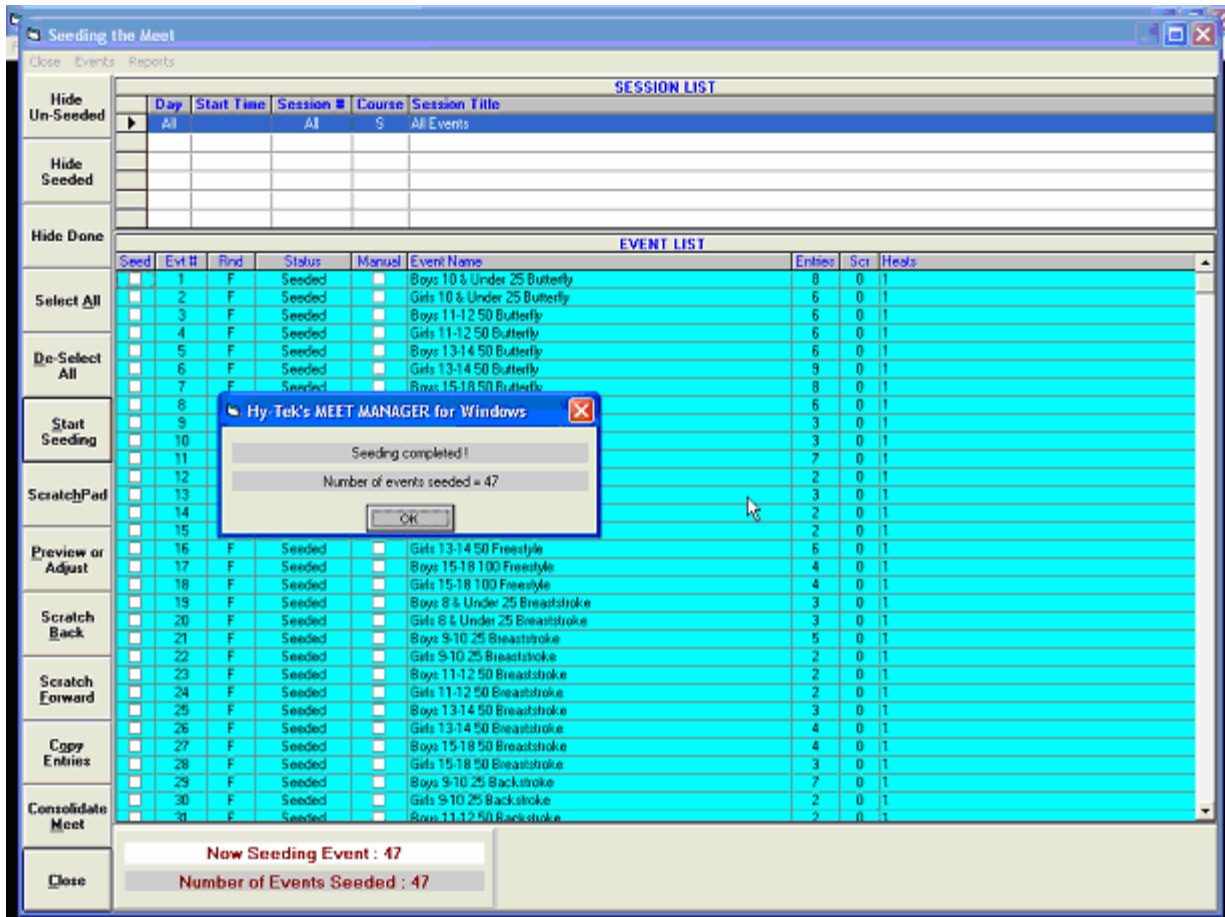 Seeding the Meet
Close Events Reports
Hide Un-Seeded
Hide Seeded
Hide Done
Select All
De-Select All
Start Seeding
ScratchPad
Preview or Adjust
Scratch Back
Scratch Forward
Copy Entries
Consolidate Meet
Close
SESSION LIST
Day Start Time Session # Course Session Title
All All S All Events
EVENT LIST
Seed Evt # Rnd Status Manual Event Name Entries Scr Heats
1 F Seeded Boys 10 & Under 25 Butterfly 8 0 1
2 F Seeded Girls 10 & Under 25 Butterfly 6 0 1
3 F Seeded Boys 11-12 50 Butterfly 6 0 1
4 F Seeded Girls 11-12 50 Butterfly 6 0 1
5 F Seeded Boys 13-14 50 Butterfly 6 0 1
6 F Seeded Girls 13-14 50 Butterfly 9 0 1
7 F Seeded Boys 15-18 50 Butterfly 8 0 1
8 6 0 1
9 3 0 1
10 3 0 1
11 7 0 1
12 2 0 1
13 3 0 1
14 2 0 1
15 2 0 1
16 F Seeded Girls 13-14 50 Freestyle 6 0 1
17 F Seeded Boys 15-18 100 Freestyle 4 0 1
18 F Seeded Girls 15-18 100 Freestyle 4 0 1
19 F Seeded Boys 8 & Under 25 Breaststroke 3 0 1
20 F Seeded Girls 8 & Under 25 Breaststroke 3 0 1
21 F Seeded Boys 9-10 25 Breaststroke 5 0 1
22 F Seeded Girls 9-10 25 Breaststroke 2 0 1
23 F Seeded Boys 11-12 50 Breaststroke 2 0 1
24 F Seeded Girls 11-12 50 Breaststroke 2 0 1
25 F Seeded Boys 13-14 50 Breaststroke 3 0 1
26 F Seeded Girls 13-14 50 Breaststroke 4 0 1
27 F Seeded Boys 15-18 50 Breaststroke 4 0 1
28 F Seeded Girls 15-18 50 Breaststroke 3 0 1
29 F Seeded Boys 9-10 25 Backstroke 7 0 1
30 F Seeded Girls 9-10 25 Backstroke 2 0 1
31 F Seeded Boys 11-12 50 Backstroke 2 0 1
Hy-Tek's MEET MANAGER for Windows
Seeding completed !
Number of events seeded = 47
OK
Now Seeding Event : 47
Number of Events Seeded : 47